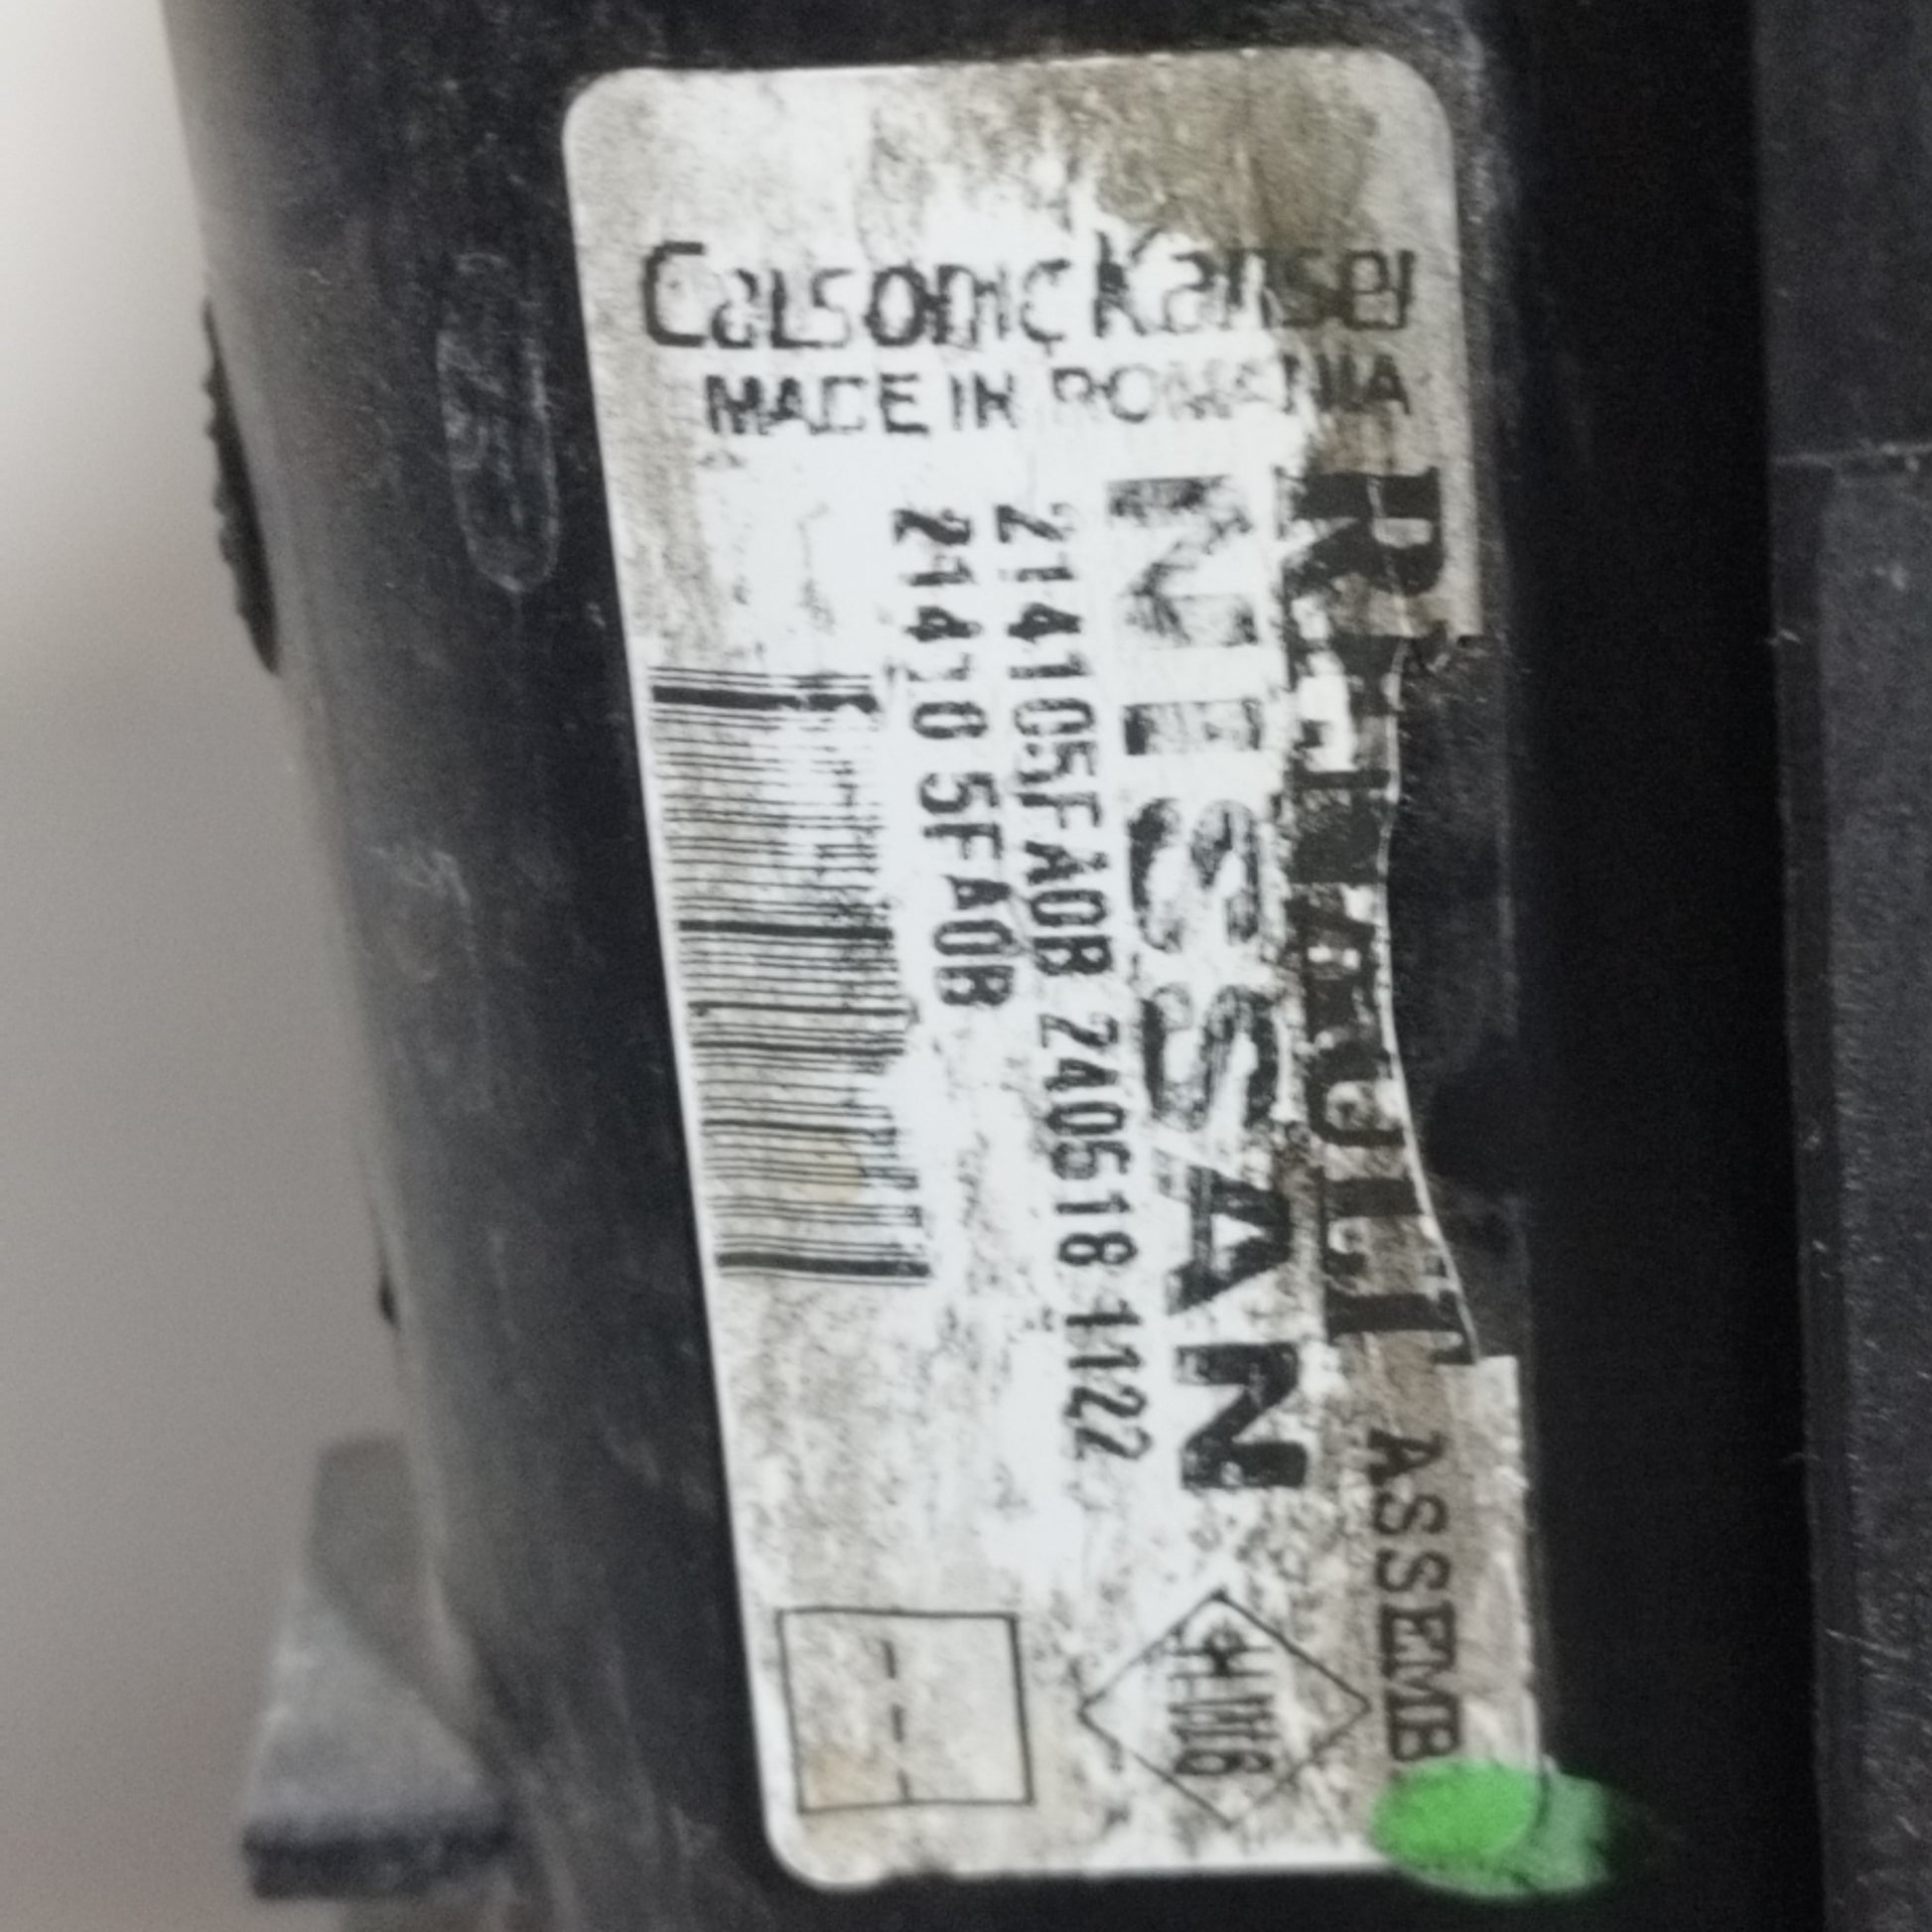 CalsonicKansei
MADE IN ROMANIA
RENAULT ASSEMB
NISSAN
214105FA0B 240518 1122
21410 5FA0B